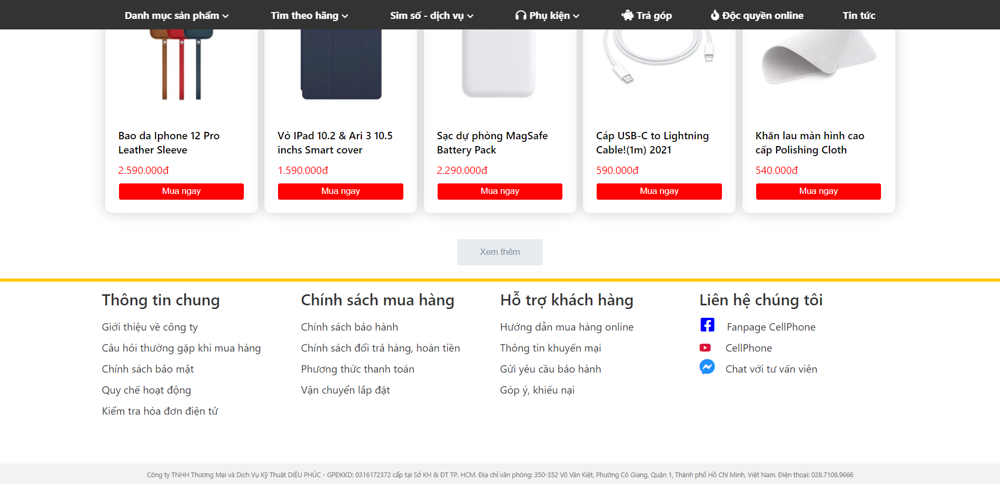 Danh mục sản phẩm Tìm theo hãng Sim số - dịch vụ Phụ kiện Trả góp Độc quyền online Tin tức
Bao da Iphone 12 Pro
Leather Sleeve
2.590.000đ
Mua ngay
Vỏ IPad 10.2 & Ari 3 10.5
inchs Smart cover
1.590.000đ
Mua ngay
Sạc dự phòng MagSafe
Battery Pack
2.290.000đ
Mua ngay
Cáp USB-C to Lightning
Cable!(1m) 2021
590.000đ
Mua ngay
Khăn lau màn hình cao
cấp Polishing Cloth
540.000đ
Mua ngay
Xem thêm
Thông tin chung
Giới thiệu về công ty
Câu hỏi thường gặp khi mua hàng
Chính sách bảo mật
Quy chế hoạt động
Kiểm tra hóa đơn điện tử
Chính sách mua hàng
Chính sách bảo hành
Chính sách đổi trả hàng, hoàn tiền
Phương thức thanh toán
Vận chuyển lắp đặt
Hỗ trợ khách hàng
Hướng dẫn mua hàng online
Thông tin khuyến mại
Gửi yêu cầu bảo hành
Góp ý, khiếu nại
Liên hệ chúng tôi
Fanpage CellPhone
CellPhone
Chat với tư vấn viên
Công ty TNHH Thương Mại và Dịch Vụ Kỹ Thuật DIỆU PHÚC - GPĐKKD: 0316172372 cấp tại Sở KH & ĐT TP. HCM. Địa chỉ văn phòng: 350-352 Võ Văn Kiệt, Phường Cô Giang, Quận 1, Thành phố Hồ Chí Minh, Việt Nam. Điện thoại: 028.7108.9666